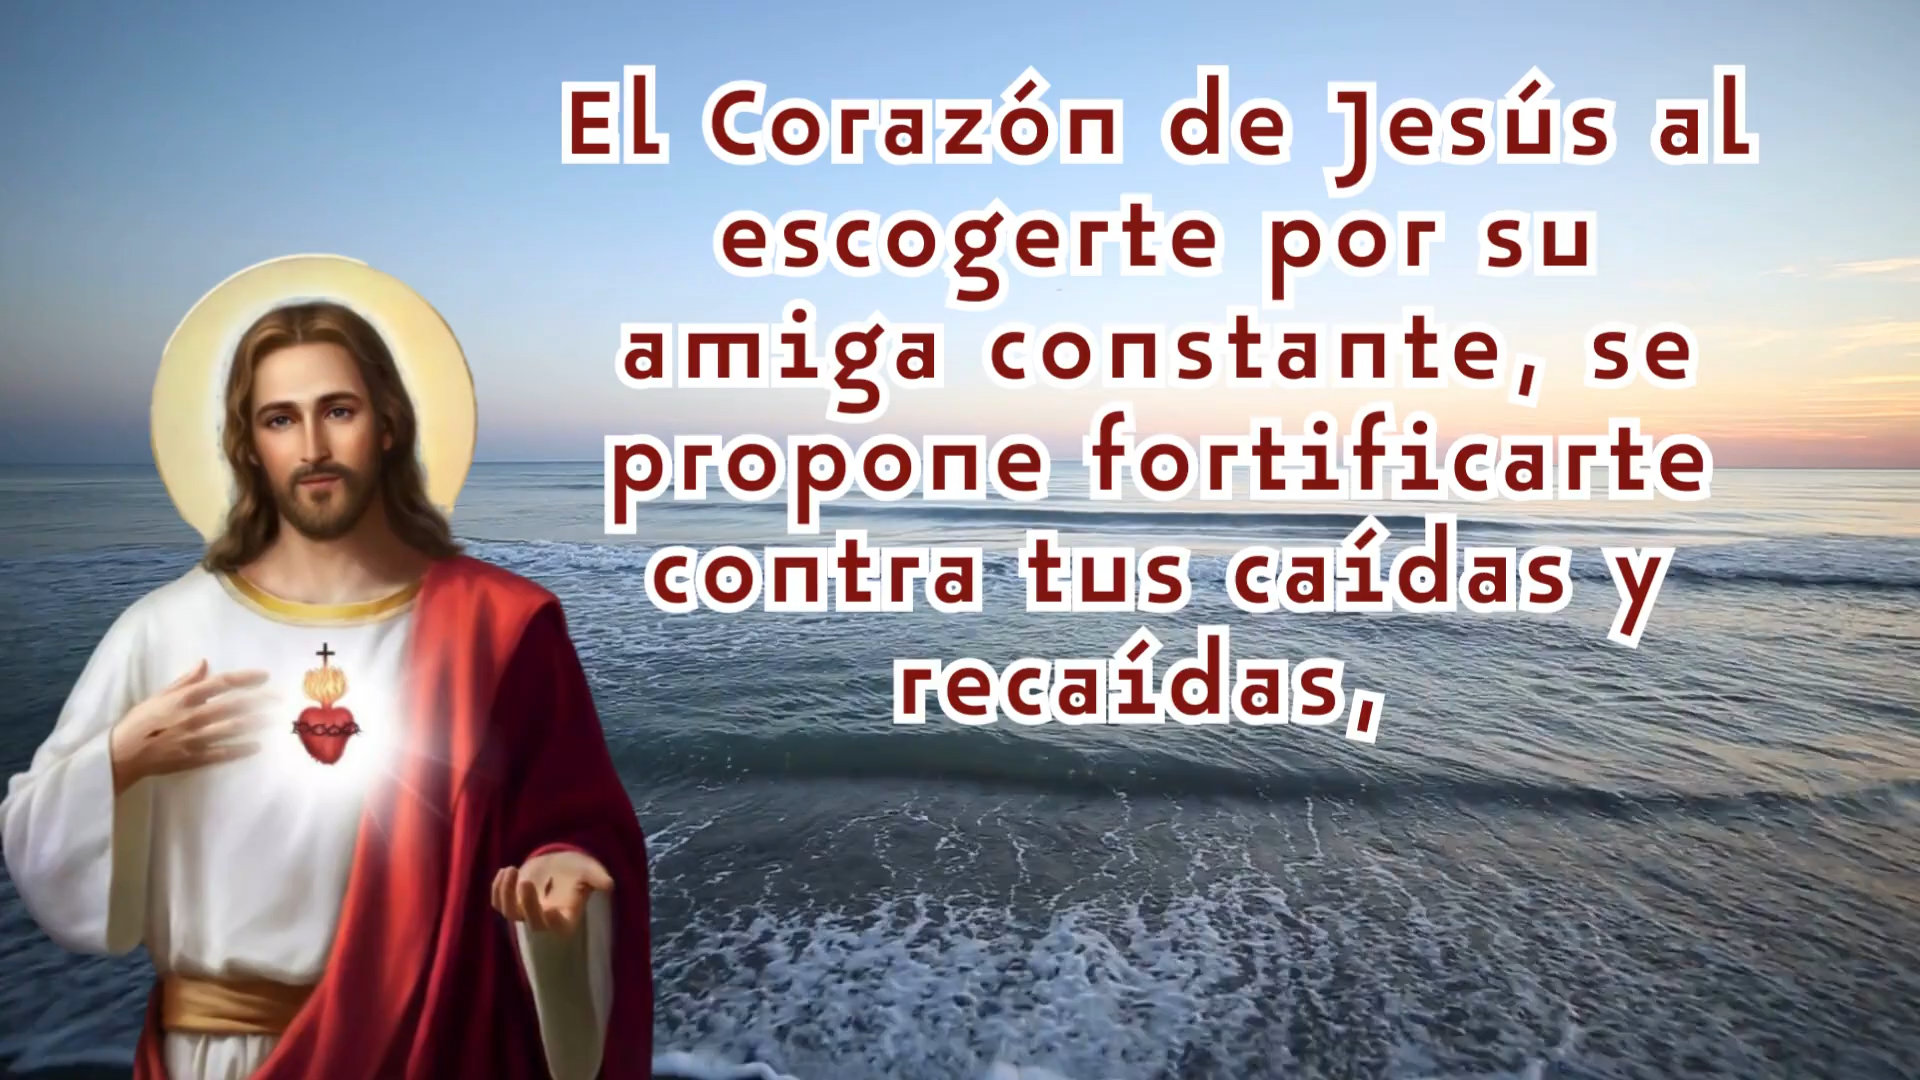 El Corazón de Jesús al
escogerte por su
amiga constante, se
propone fortificarte
contra tus caídas y
recaídas,